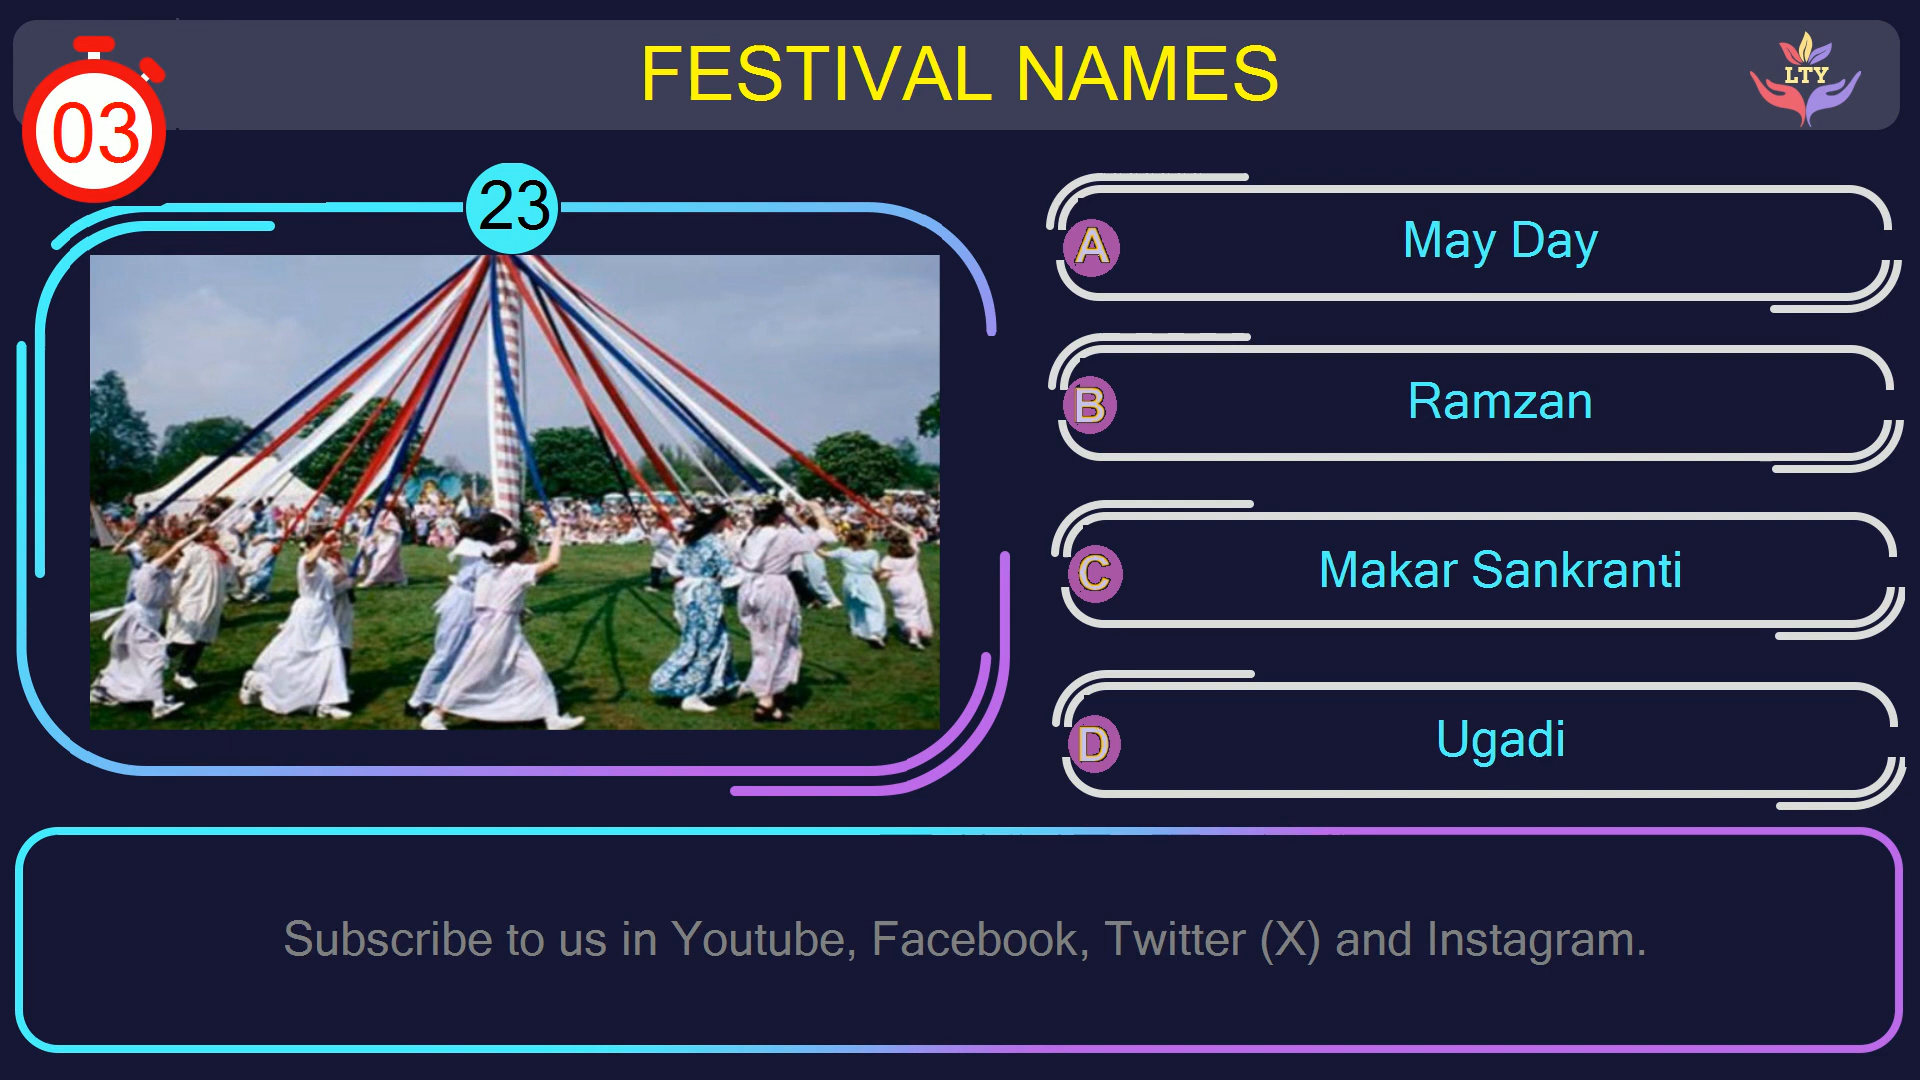 FESTIVAL NAMES
LTY
03
23
A
May Day
B
Ramzan
C
Makar Sankranti
D
Ugadi
Subscribe to us in Youtube, Facebook, Twitter (X) and Instagram.